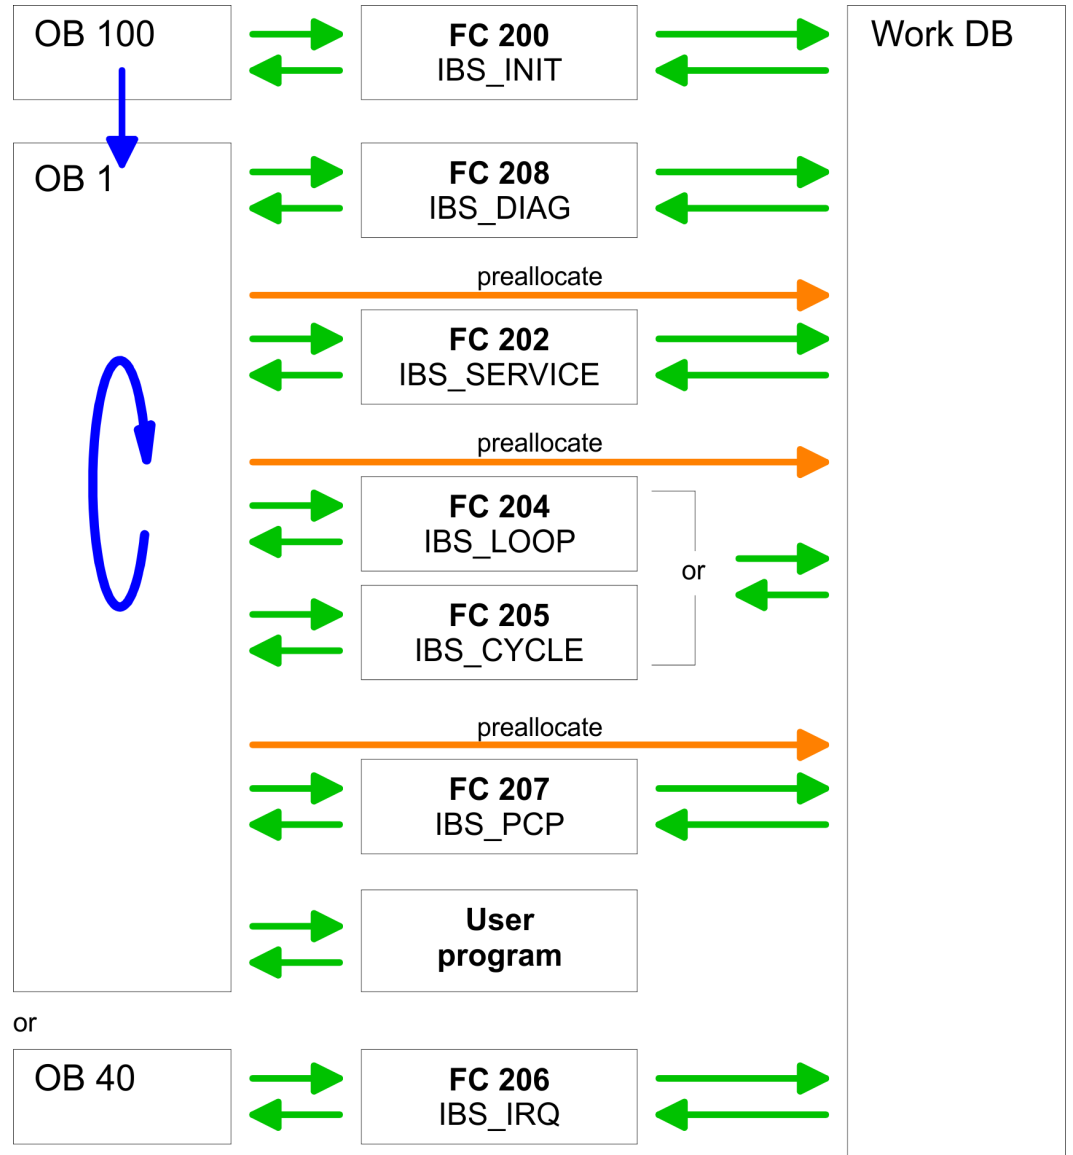 OB 100
FC 200
IBS_INIT
Work DB
OB 1
FC 208
IBS_DIAG
preallocate
FC 202
IBS_SERVICE
preallocate
FC 204
IBS_LOOP
or
FC 205
IBS_CYCLE
preallocate
FC 207
IBS_PCP
User
program
or
OB 40
FC 206
IBS_IRQ